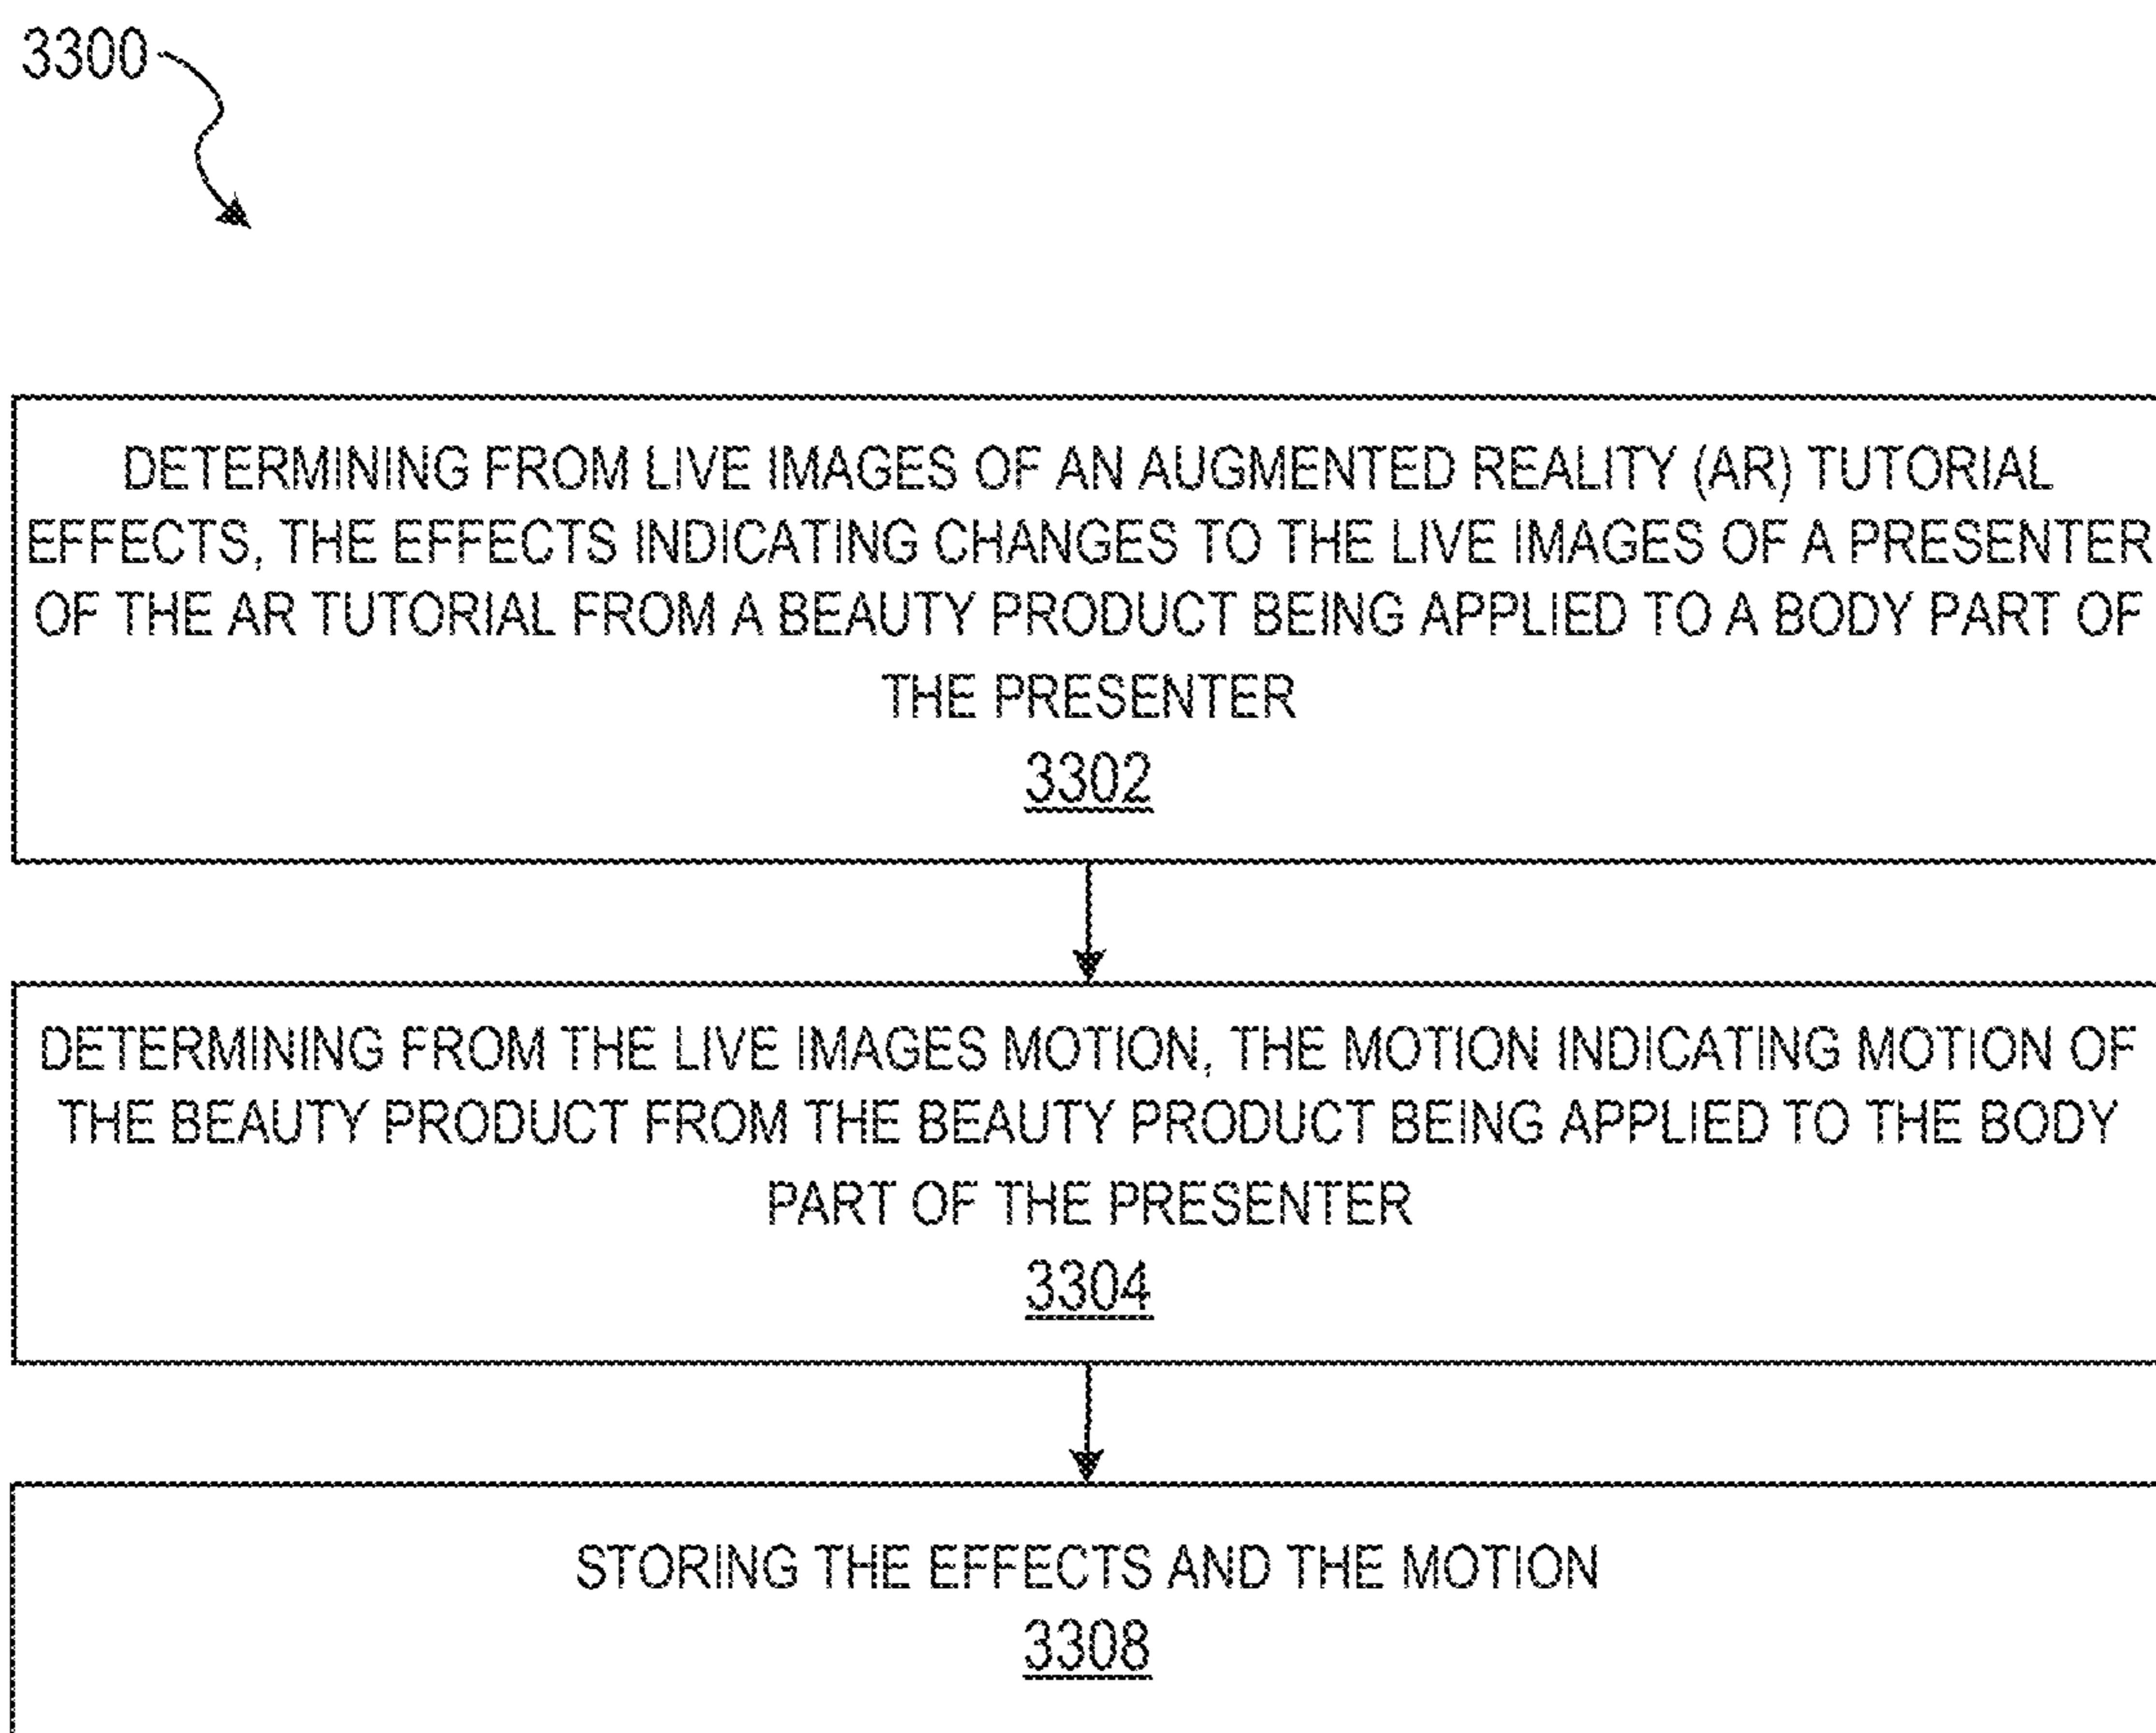 3300
DETERMINING FROM LIVE IMAGES OF AN AUGMENTED REALITY (AR) TUTORIAL
EFFECTS, THE EFFECTS INDICATING CHANGES TO THE LIVE IMAGES OF A PRESENTER
OF THE AR TUTORIAL FROM A BEAUTY PRODUCT BEING APPLIED TO A BODY PART OF
THE PRESENTER
3302
DETERMINING FROM THE LIVE IMAGES MOTION, THE MOTION INDICATING MOTION OF
THE BEAUTY PRODUCT FROM THE BEAUTY PRODUCT BEING APPLIED TO THE BODY
PART OF THE PRESENTER
3304
STORING THE EFFECTS AND THE MOTION
3308